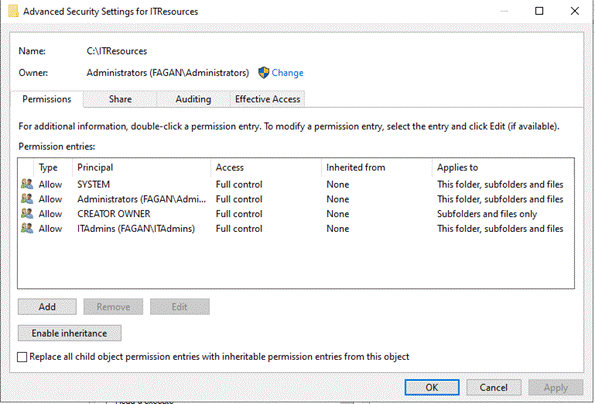 Advanced Security Settings for ITResources
Name: C:\ITResources
Owner: Administrators (FAGAN\Administrators) Change
Permissions Share Auditing Effective Access
For additional information, double-click a permission entry. To modify a permission entry, select the entry and click Edit (if available).
Permission entries:
Type Principal Access Inherited from Applies to
Allow SYSTEM Full control None This folder, subfolders and files
Allow Administrators (FAGAN\Admi... Full control None This folder, subfolders and files
Allow CREATOR OWNER Full control None Subfolders and files only
Allow ITAdmins (FAGAN\ITAdmins) Full control None This folder, subfolders and files
Add Remove Edit
Enable inheritance
Replace all child object permission entries with inheritable permission entries from this object
OK Cancel Apply